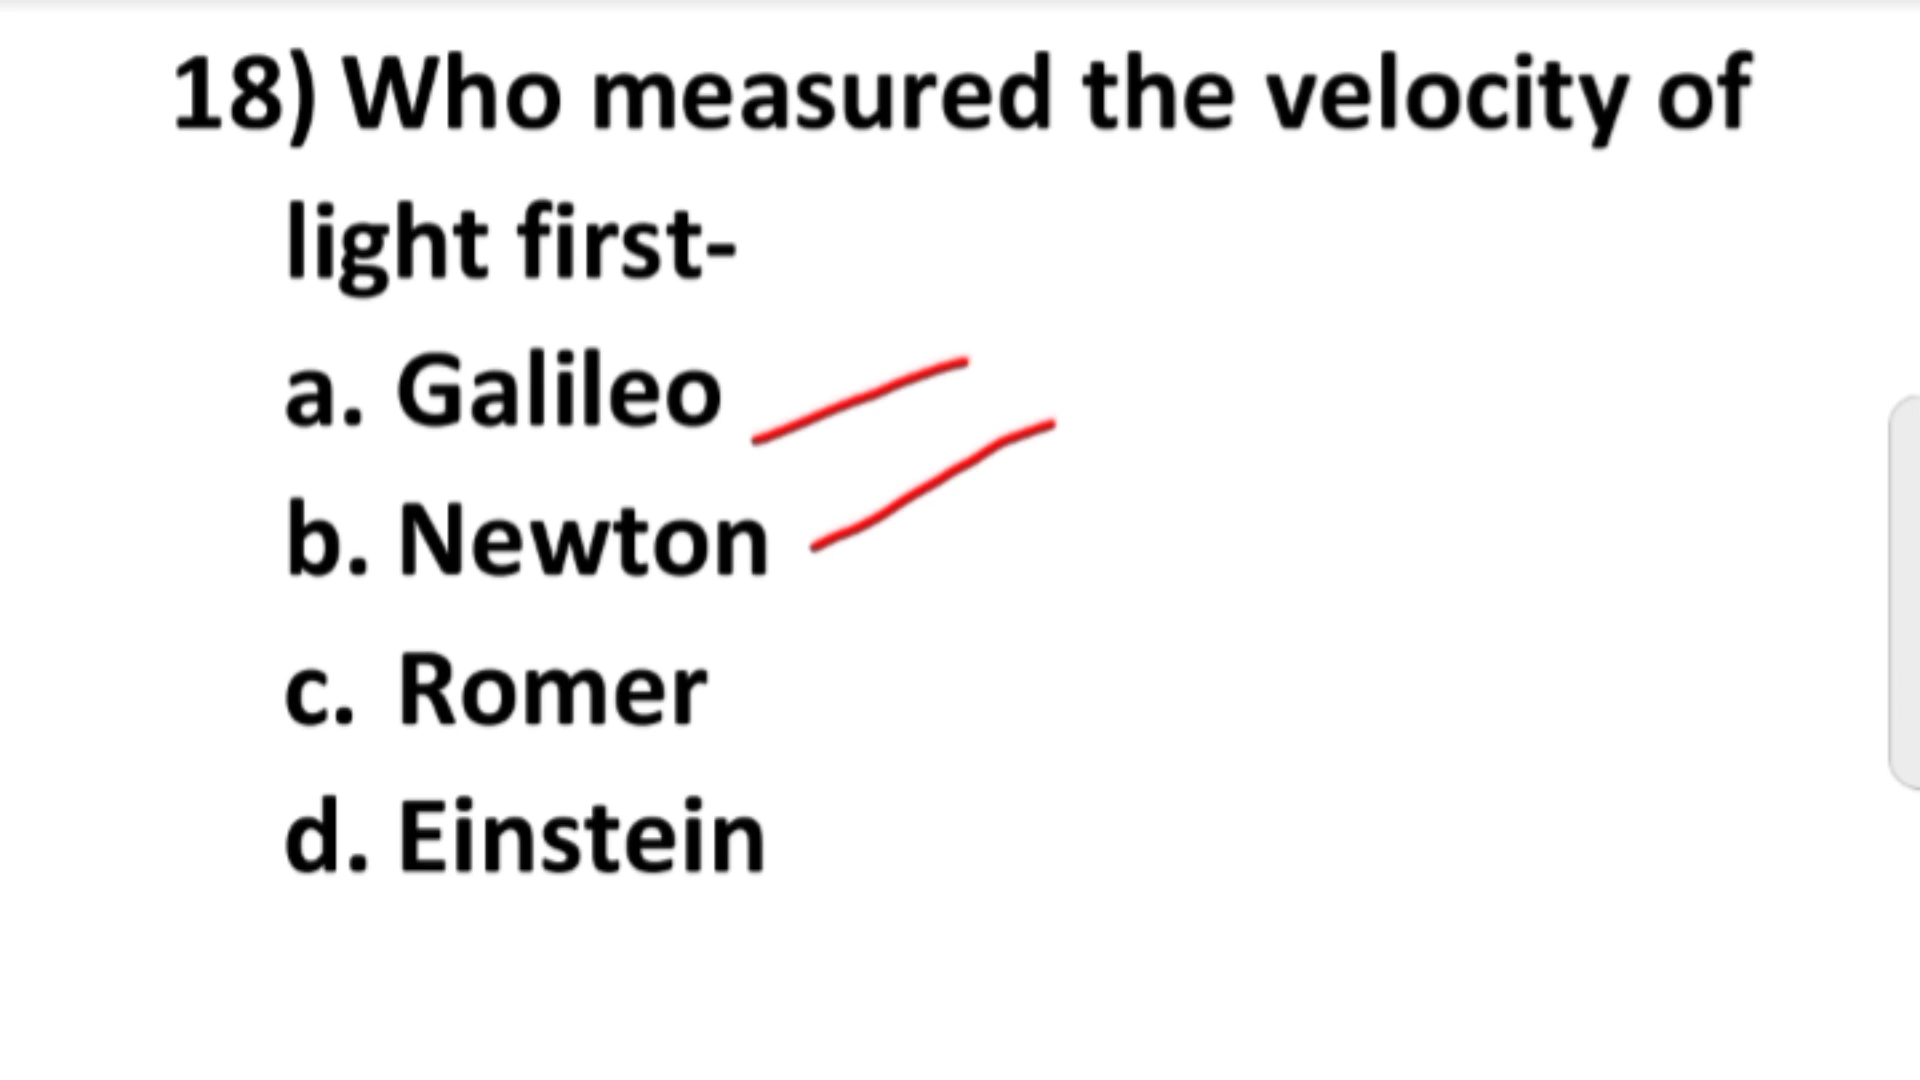 18) Who measured the velocity of
light first-
a. Galileo
b. Newton
c. Romer
d. Einstein